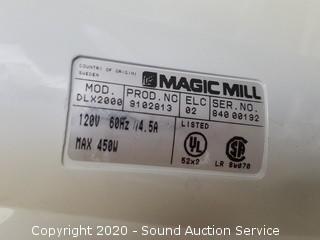 COUNTRY OF ORIGIN:
SWEDEN
MAGIC MILL
MOD. PROD.NO ELC SER.NO.
DLX2000 9102813 02 840 00192
120V 60Hz 4.5A LISTED
MAX 450W
UL
52x2 LR
Copyright 2020 - Sound Auction Service